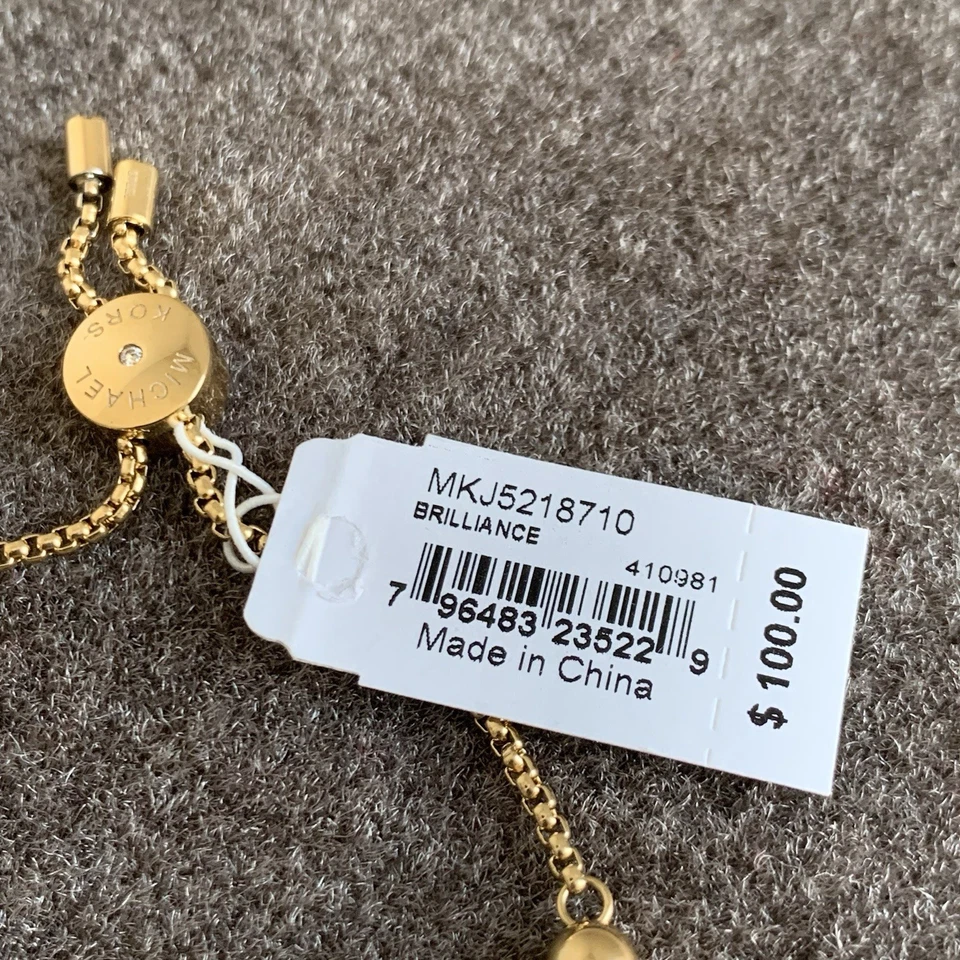 MICHAEL
KORS
MKJ5218710
BRILLIANCE
410981
7 96483 23522 9
Made in China
$ 100.00